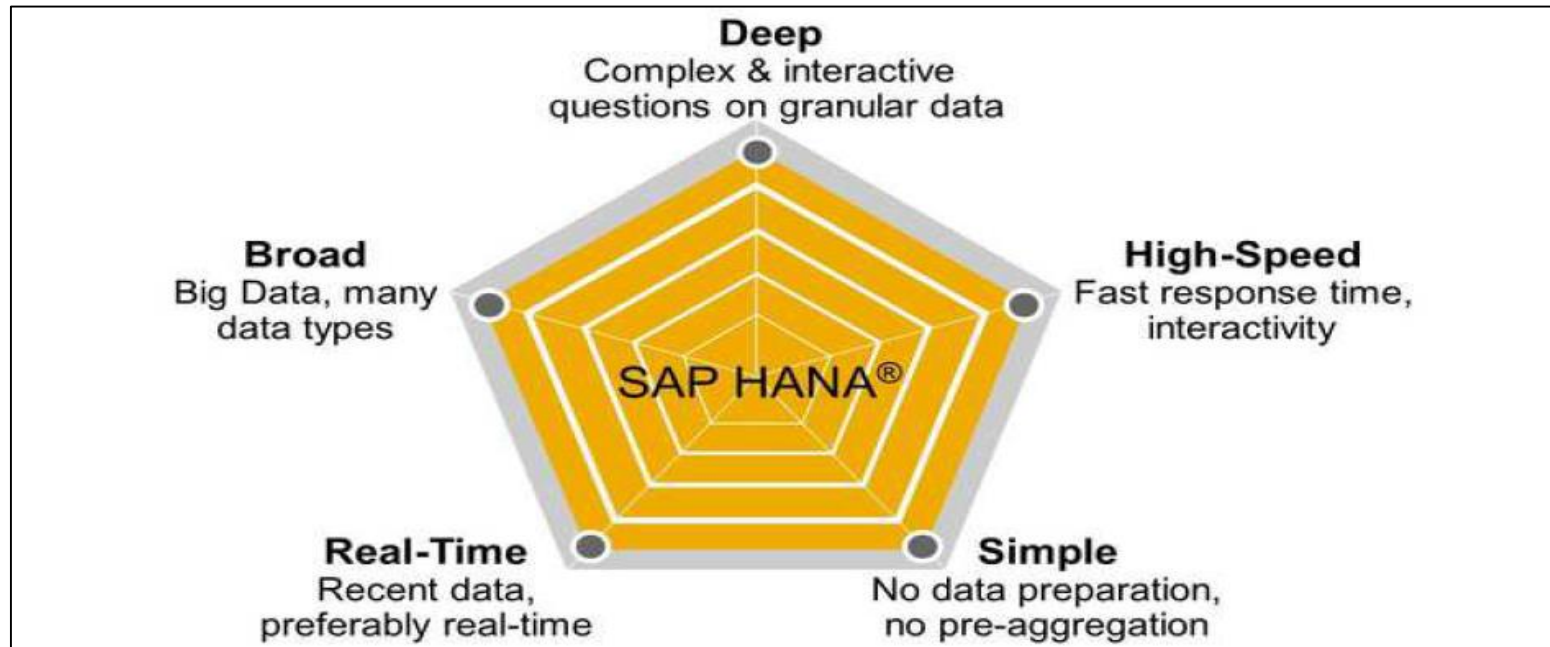 Deep
Complex & interactive
questions on granular data
Broad
Big Data, many
data types
High-Speed
Fast response time,
interactivity
SAP HANA®
Real-Time
Recent data,
preferably real-time
Simple
No data preparation,
no pre-aggregation